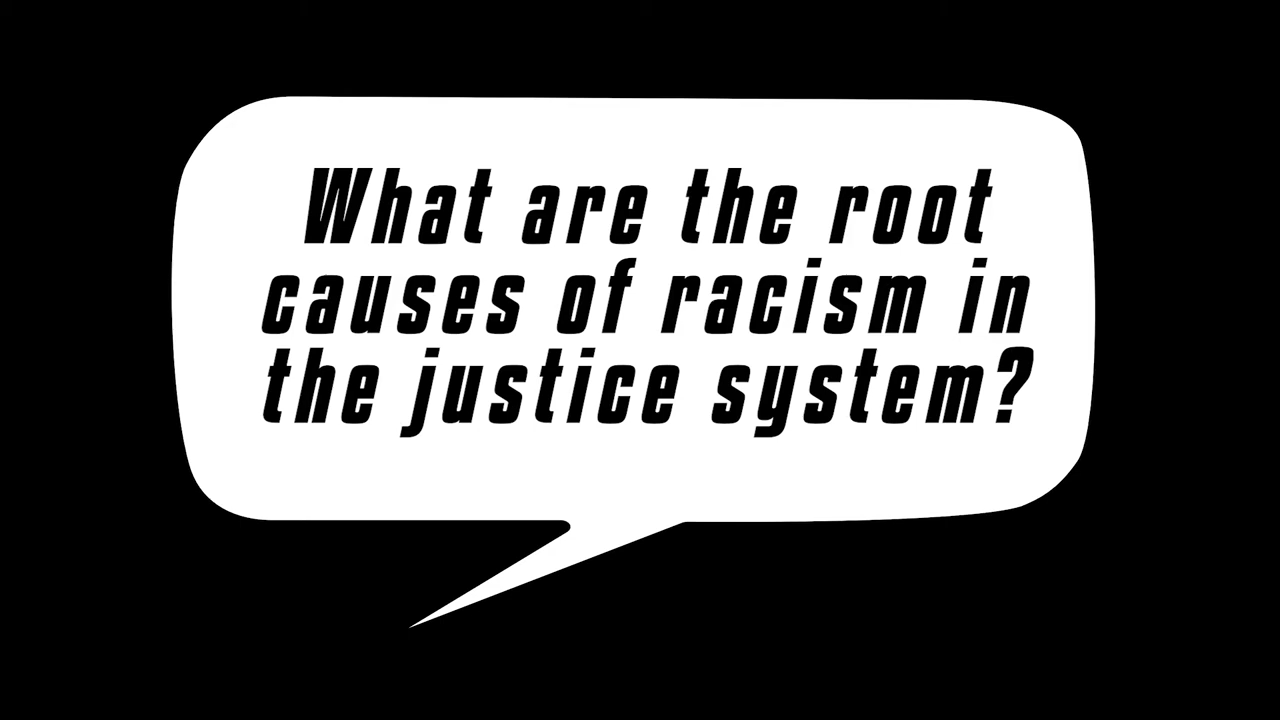 What are the root
causes of racism in
the justice system?